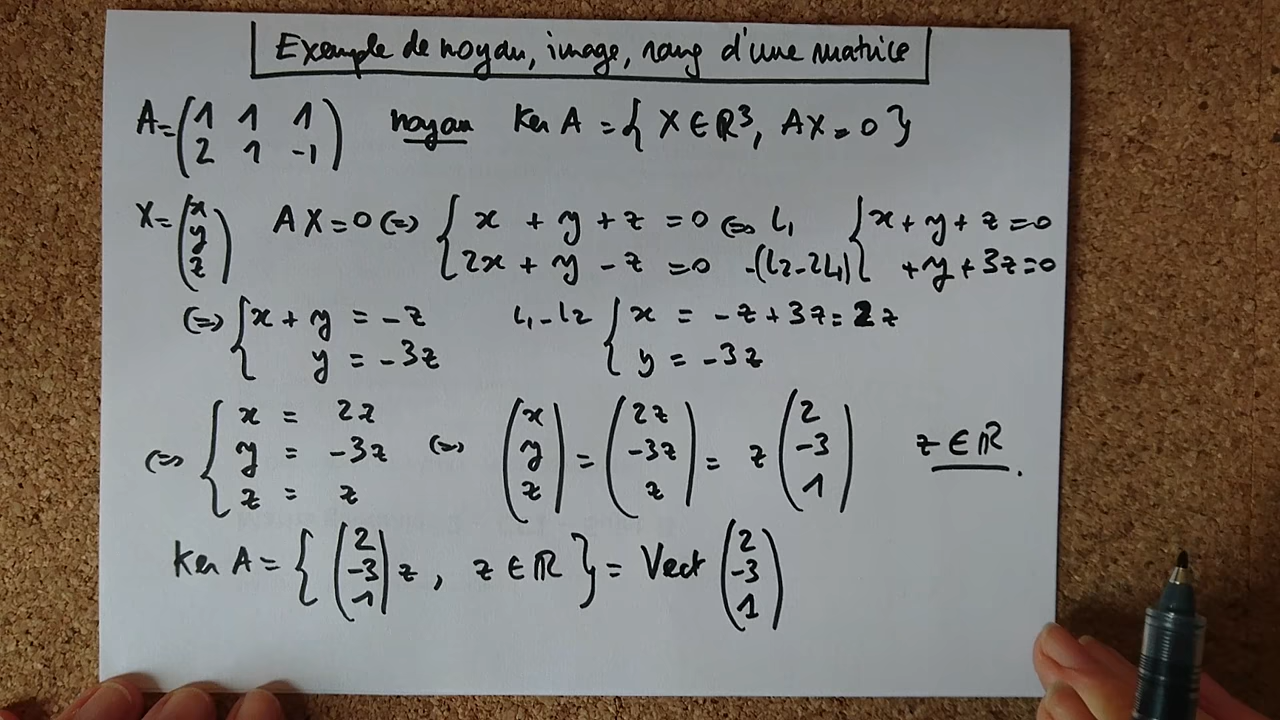 Exemple de noyau, image, rang d'une matrice
A = (1 1 1
2 1 -1) noyau Ker A = { X ∈ ℝ³, AX = 0 }
X = (x y z) AX = 0 ⇔ { x + y + z = 0 ⇔ L₁ { x + y + z = 0
2x + y - z = 0 -(L₂-2L₁) { + y + 3z = 0
⇔ { x + y = -z L₁-L₂ { x = -z + 3z = 2z
y = -3z y = -3z
⇔ { x = 2z
y = -3z
z = z ⇔ (x y z) = (2z -3z z) = z (2 -3 1) z ∈ ℝ.
Ker A = { (2 -3 1) z, z ∈ ℝ } = Vect (2 -3 1)